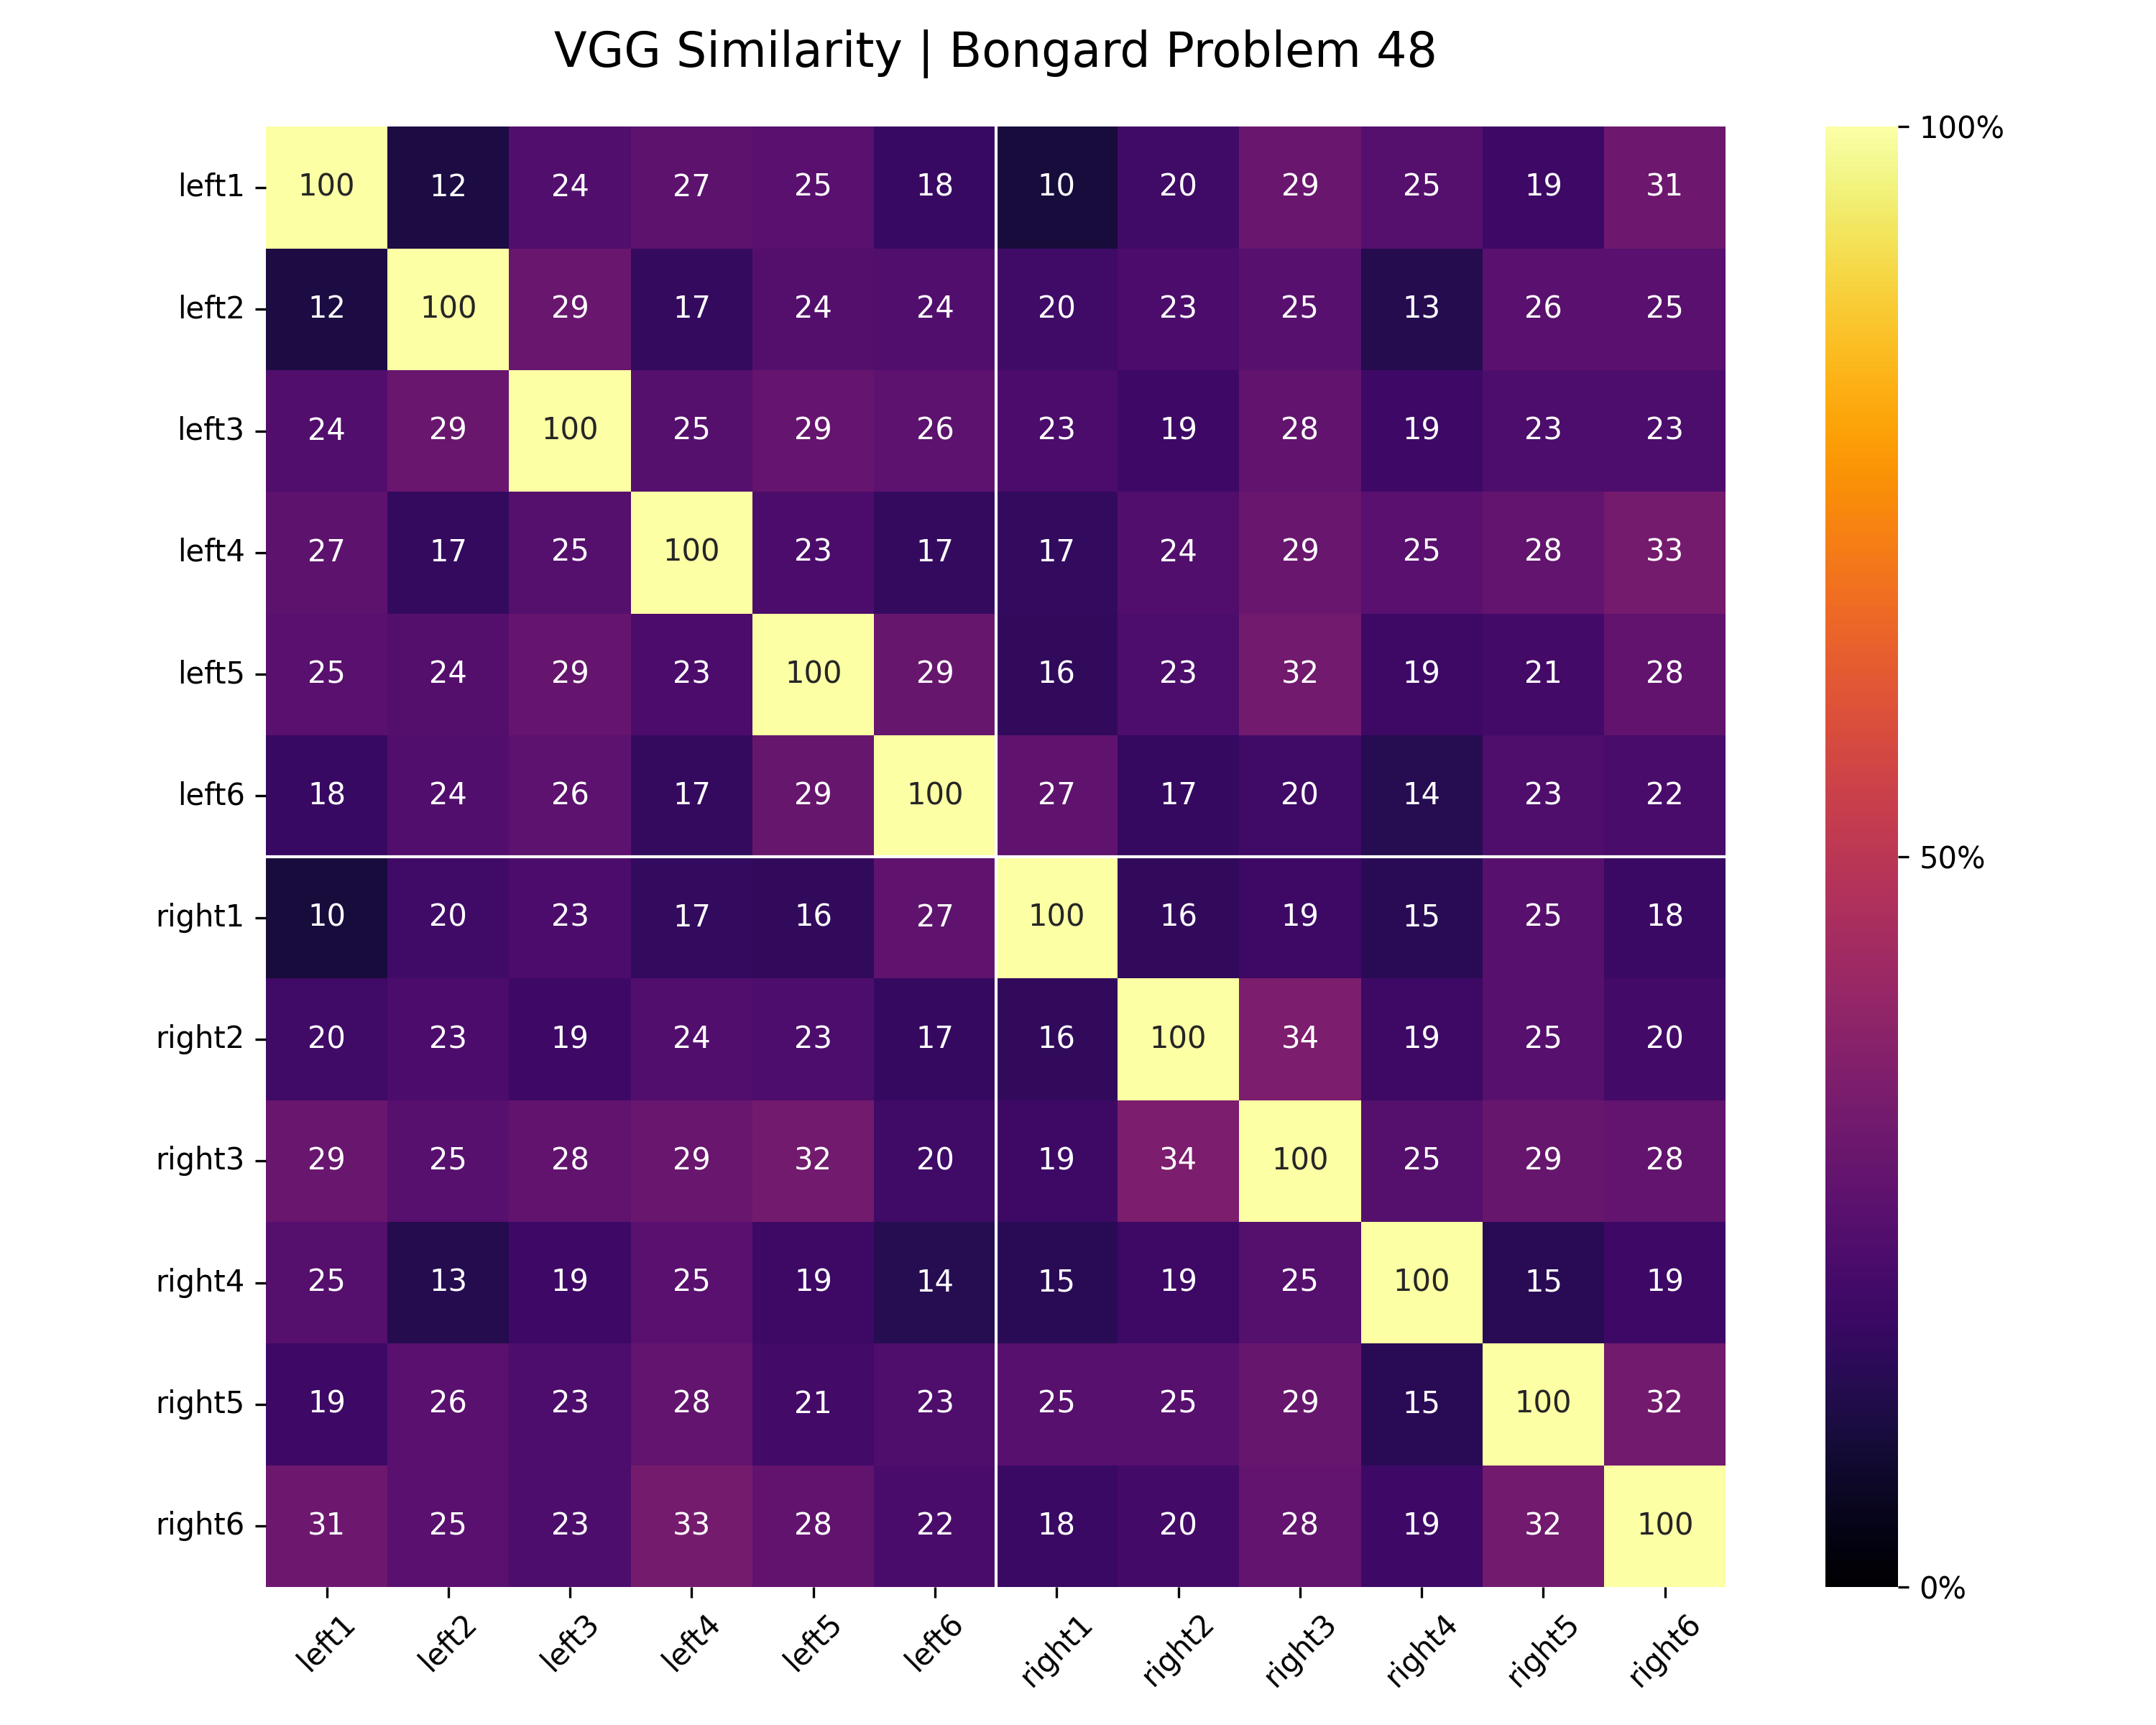 VGG Similarity | Bongard Problem 48
left1 100 12 24 27 25 18 10 20 29 25 19 31
left2 12 100 29 17 24 24 20 23 25 13 26 25
left3 24 29 100 25 29 26 23 19 28 19 23 23
left4 27 17 25 100 23 17 17 24 29 25 28 33
left5 25 24 29 23 100 29 16 23 32 19 21 28
left6 18 24 26 17 29 100 27 17 20 14 23 22
right1 10 20 23 17 16 27 100 16 19 15 25 18
right2 20 23 19 24 23 17 16 100 34 19 25 20
right3 29 25 28 29 32 20 19 34 100 25 29 28
right4 25 13 19 25 19 14 15 19 25 100 15 19
right5 19 26 23 28 21 23 25 25 29 15 100 32
right6 31 25 23 33 28 22 18 20 28 19 32 100
left1 left2 left3 left4 left5 left6 right1 right2 right3 right4 right5 right6
100%
50%
0%